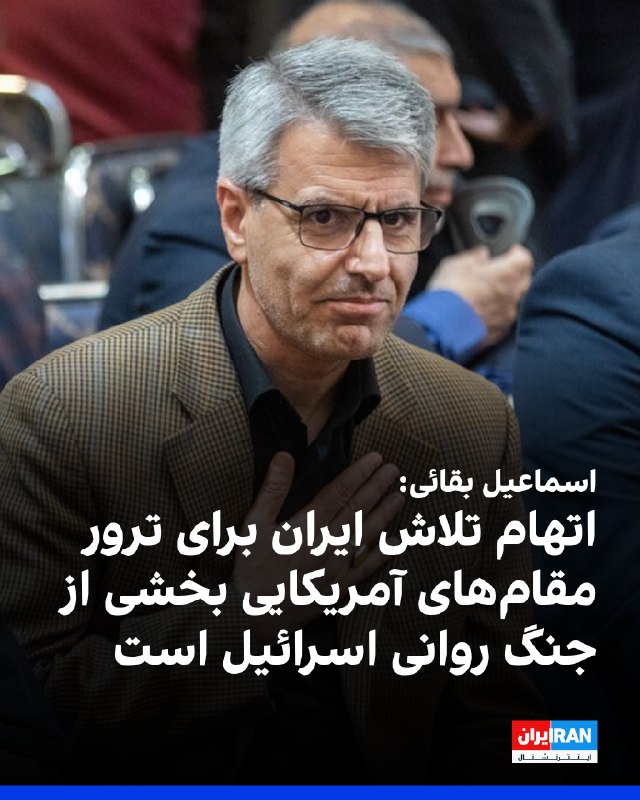 اسماعیل بقائی:
اتهام تلاش ایران برای ترور
مقام‌های آمریکایی بخشی از
جنگ روانی اسرائیل است
ایران IRAN
اینترنشنال